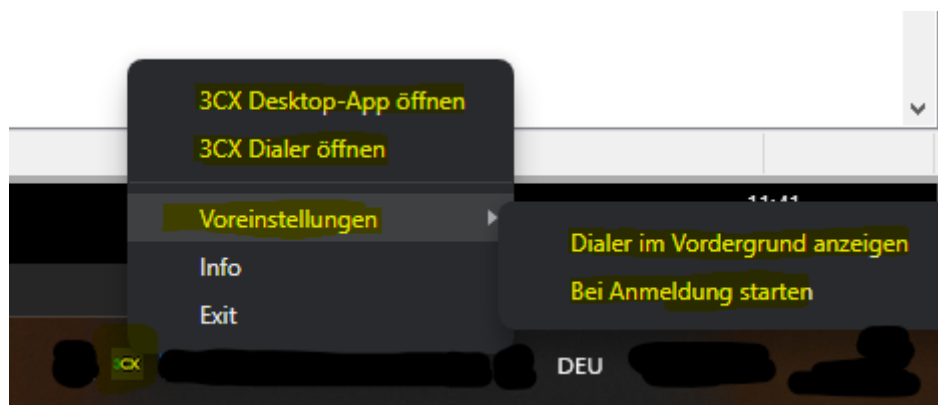 3CX Desktop-App öffnen
3CX Dialer öffnen
Voreinstellungen
Dialer im Vordergrund anzeigen
Bei Anmeldung starten
Info
Exit
3CX
DEU